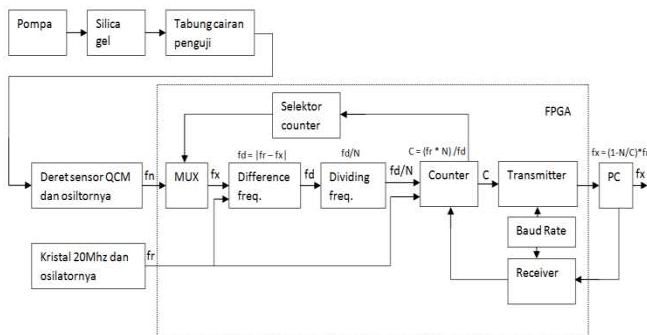 Pompa
Silica
gel
Tabung cairan
penguji
Selektor
counter
FPGA
fd = |fr – fx|
fd/N
C = (fr * N) /fd
fx = (1-N/C)*fr
Deret sensor QCM
dan osiltornya
fn
MUX
fx
Difference
freq.
fd
Dividing
freq.
fd/N
Counter
C
Transmitter
PC
fx
Baud Rate
Kristal 20Mhz dan
osilatornya
fr
Receiver